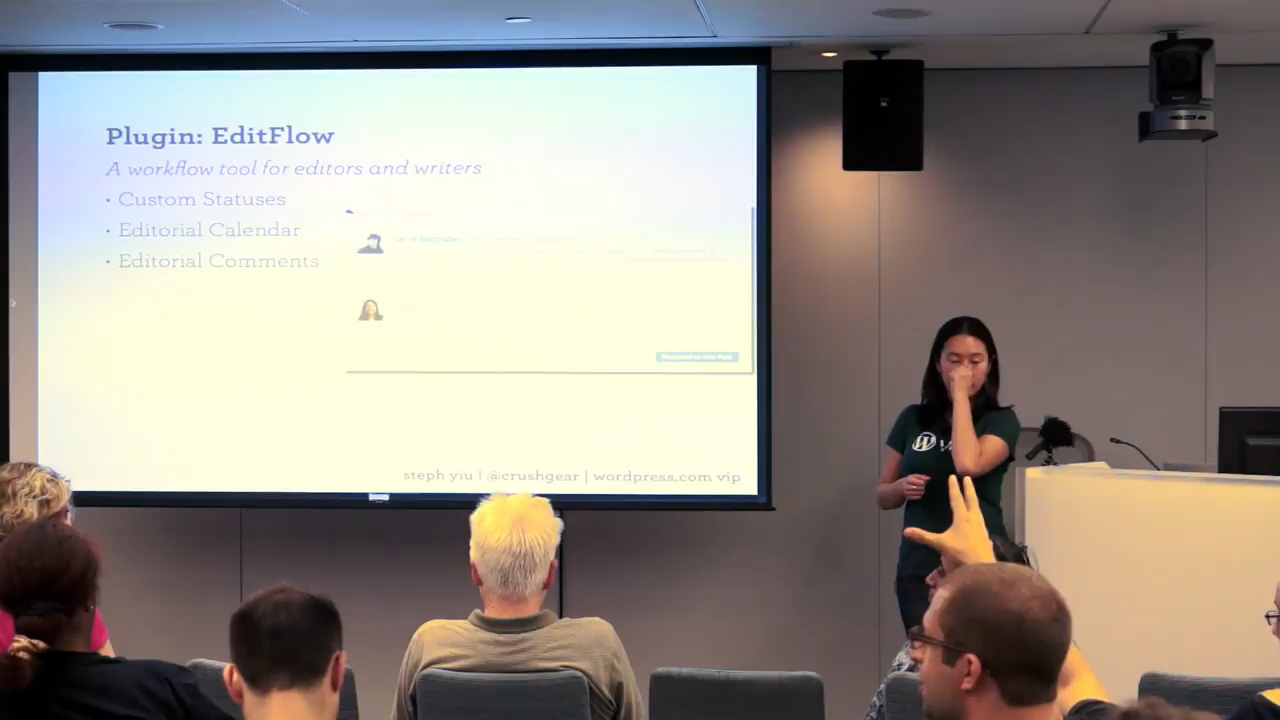 Plugin: EditFlow
A workflow tool for editors and writers
• Custom Statuses
• Editorial Calendar
• Editorial Comments
steph yiu | @crushgear | wordpress.com vip